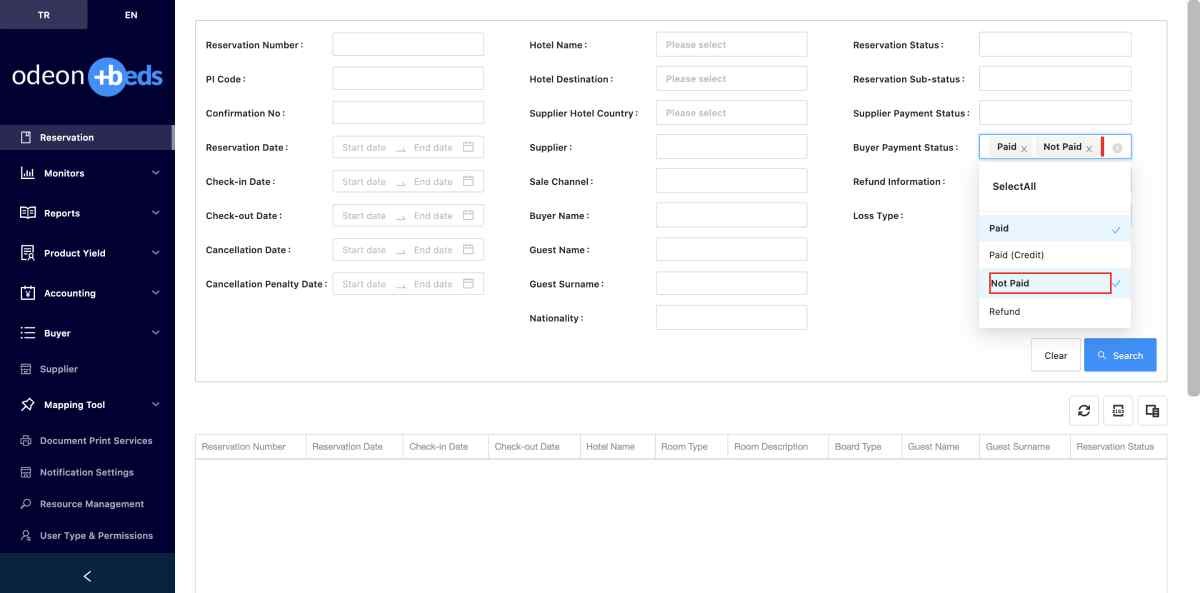 TR
EN
odeon +beds
Reservation
Monitors
Reports
Product Yield
Accounting
Buyer
Supplier
Mapping Tool
Document Print Services
Notification Settings
Resource Management
User Type & Permissions
Reservation Number :
PI Code :
Confirmation No :
Reservation Date : Start date End date
Check-in Date : Start date End date
Check-out Date : Start date End date
Cancellation Date : Start date End date
Cancellation Penalty Date : Start date End date
Hotel Name : Please select
Hotel Destination : Please select
Supplier Hotel Country : Please select
Supplier :
Sale Channel :
Buyer Name :
Guest Name :
Guest Surname :
Nationality :
Reservation Status :
Reservation Sub-status :
Supplier Payment Status :
Buyer Payment Status : Paid x Not Paid x
Refund Information :
Loss Type :
SelectAll
Paid
Paid (Credit)
Not Paid
Refund
Clear
Search
Reservation Number Reservation Date Check-in Date Check-out Date Hotel Name Room Type Room Description Board Type Guest Name Guest Surname Reservation Status